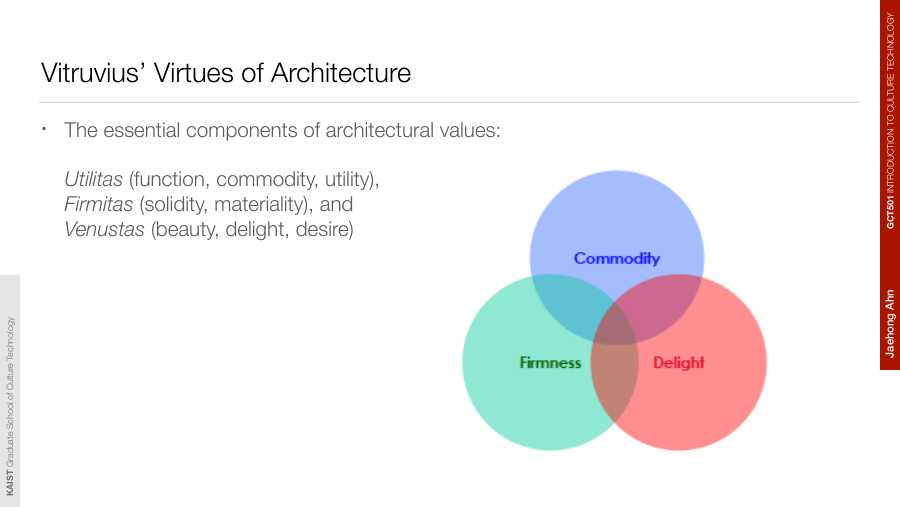 Vitruvius’ Virtues of Architecture
• The essential components of architectural values:
Utilitas (function, commodity, utility),
Firmitas (solidity, materiality), and
Venustas (beauty, delight, desire)
Commodity
Firmness
Delight
GCT501 INTRODUCTION TO CULTURE TECHNOLOGY
Jaehong Ahn
KAIST Graduate School of Culture Technology